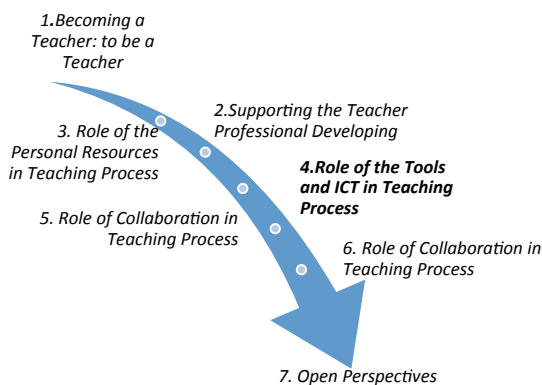 1.Becoming a
Teacher: to be a
Teacher
2.Supporting the Teacher
Professional Developing
3. Role of the
Personal Resources
in Teaching Process
4.Role of the Tools
and ICT in Teaching
Process
5. Role of Collaboration in
Teaching Process
6. Role of Collaboration in
Teaching Process
7. Open Perspectives